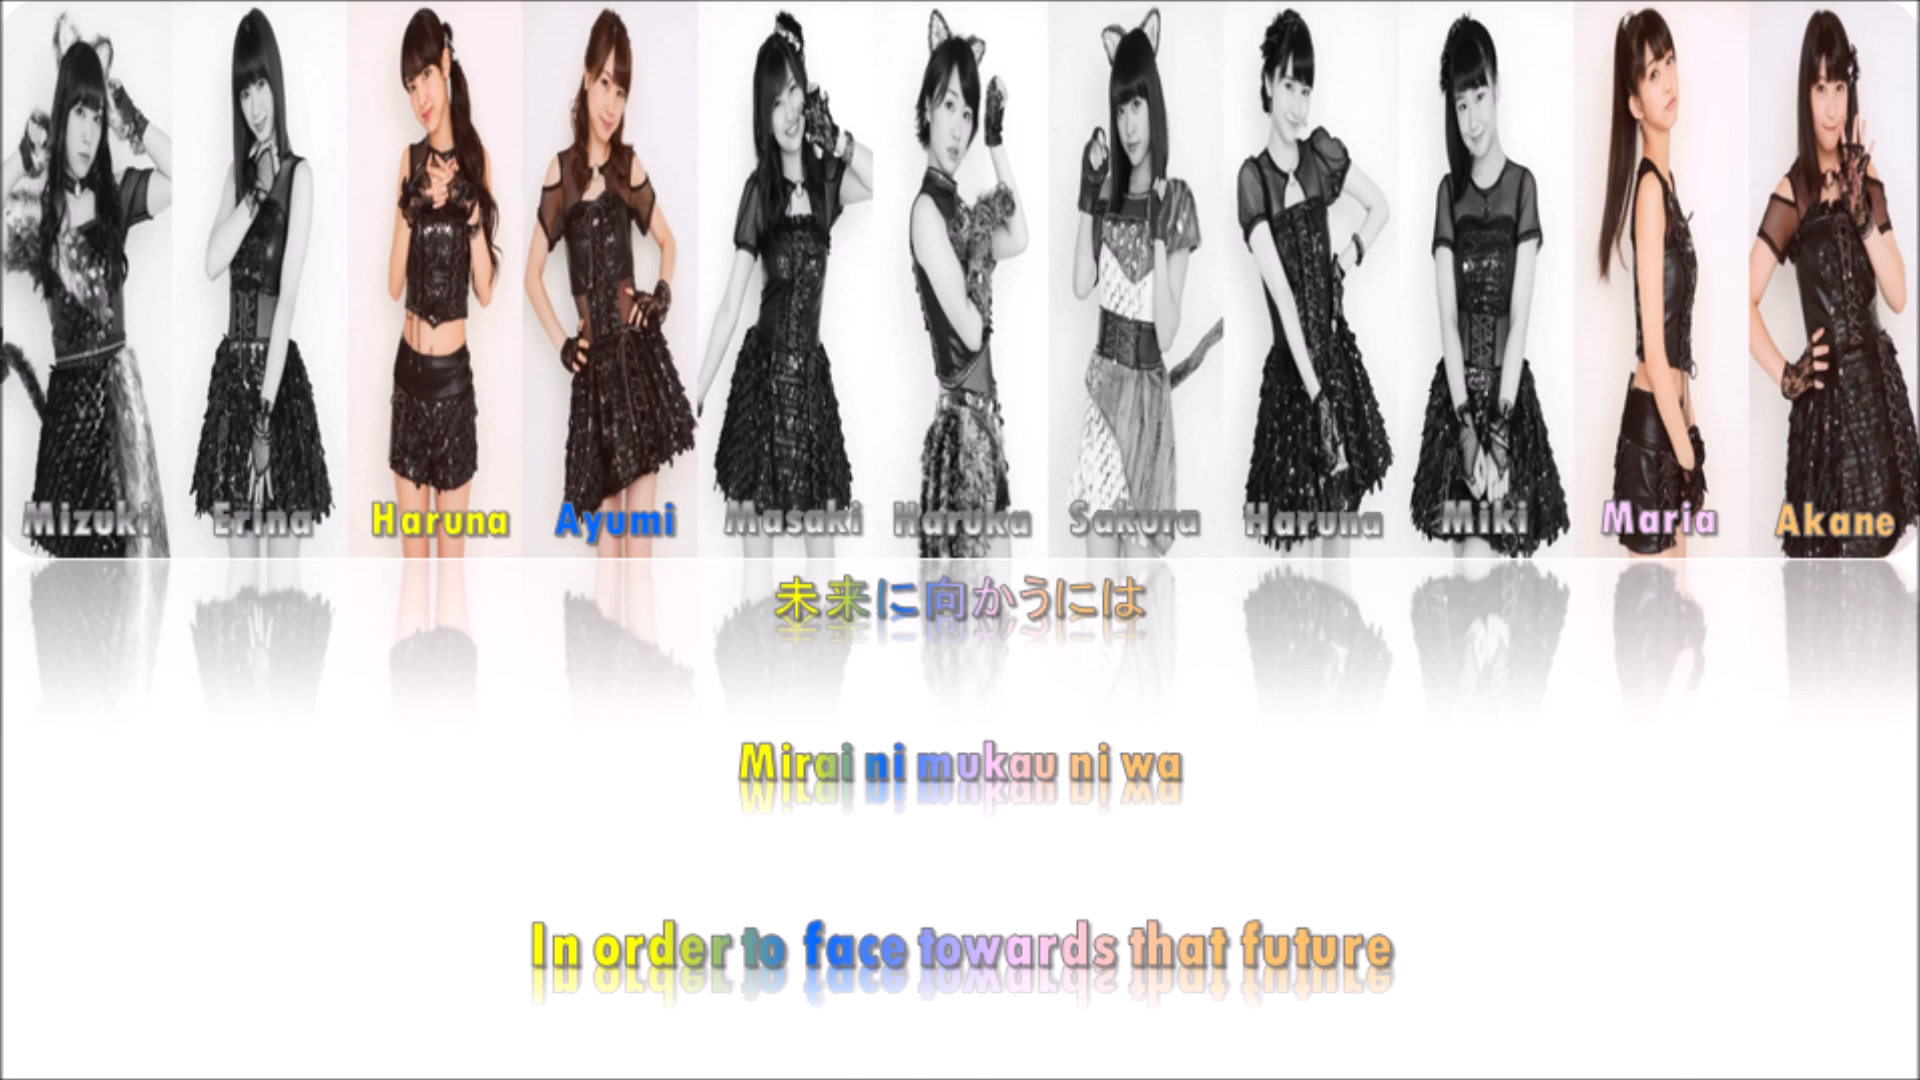 Mizuki Erina Haruna Ayumi Masaki Haruka Sakura Haruna Miki Maria Akane
未来に向かうには
Mirai ni mukau ni wa
In order to face towards that future